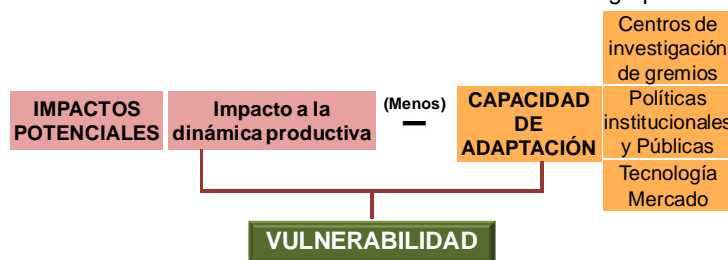 IMPACTOS
POTENCIALES
Impacto a la
dinámica productiva
(Menos)
CAPACIDAD
DE
ADAPTACIÓN
Centros de
investigación
de gremios
Políticas
institucionales
y Públicas
Tecnología
Mercado
VULNERABILIDAD